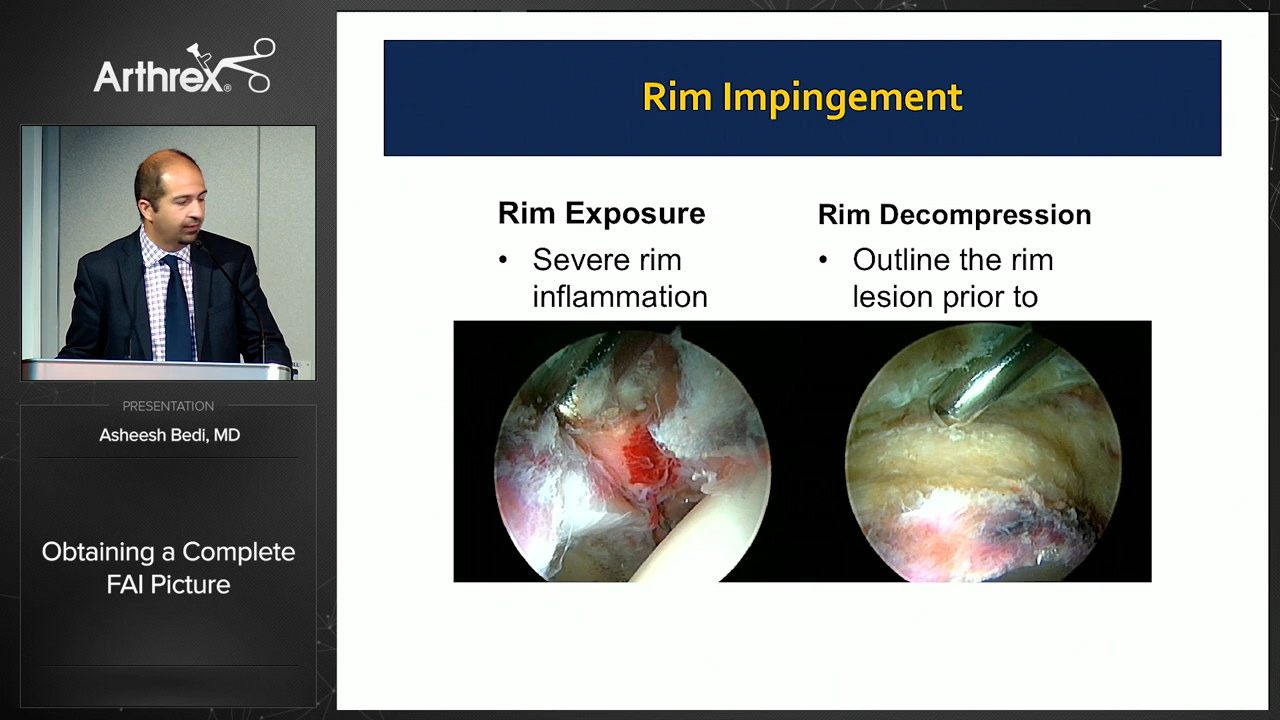 Arthrex®
PRESENTATION
Asheesh Bedi, MD
Obtaining a Complete
FAI Picture
Rim Impingement
Rim Exposure
• Severe rim
inflammation
Rim Decompression
• Outline the rim
lesion prior to